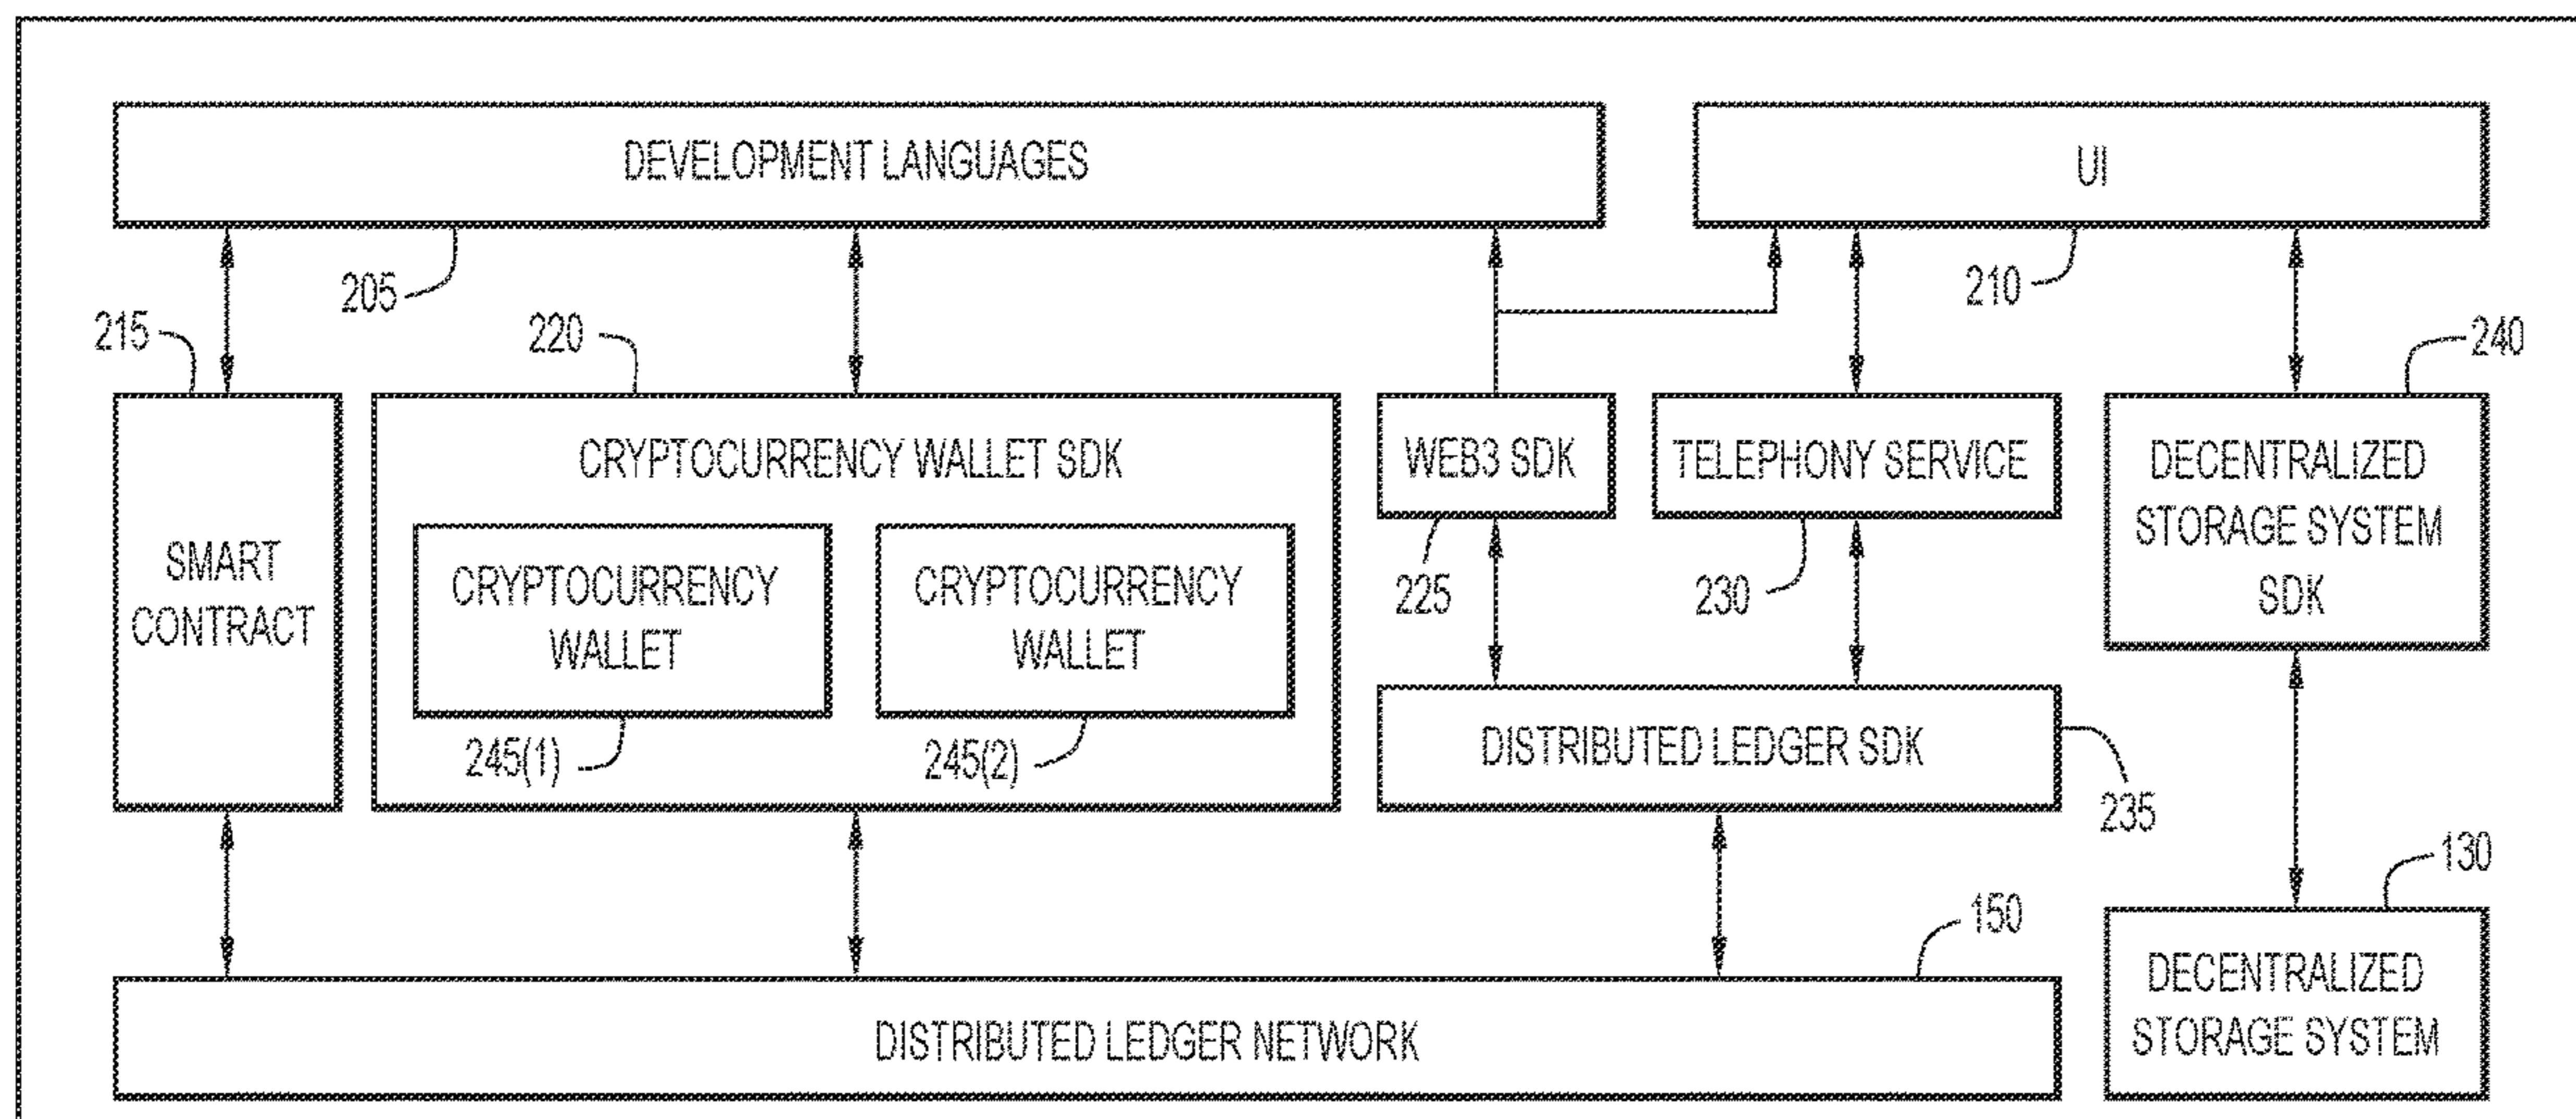 DEVELOPMENT LANGUAGES
UI
205
210
215
220
240
CRYPTOCURRENCY WALLET SDK
WEB3 SDK
TELEPHONY SERVICE
DECENTRALIZED
STORAGE SYSTEM
SDK
SMART
CONTRACT
CRYPTOCURRENCY
WALLET
CRYPTOCURRENCY
WALLET
225
230
245(1)
245(2)
DISTRIBUTED LEDGER SDK
235
130
150
DISTRIBUTED LEDGER NETWORK
DECENTRALIZED
STORAGE SYSTEM